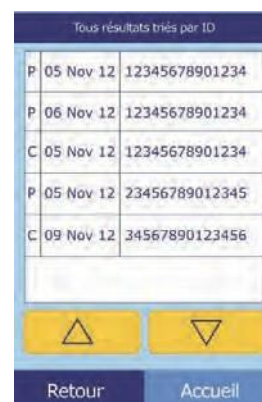 Tous résultats triés par ID
P 05 Nov 12 12345678901234
P 06 Nov 12 12345678901234
C 05 Nov 12 12345678901234
P 05 Nov 12 23456789012345
C 09 Nov 12 34567890123456
Retour Accueil